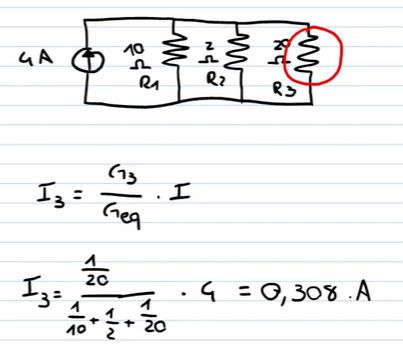 4A
10 Ω R1
2 Ω R2
20 Ω R3
I3 = G3/Geq · I
I3 = (1/20)/(1/10 + 1/2 + 1/20) · 4 = 0,308 . A